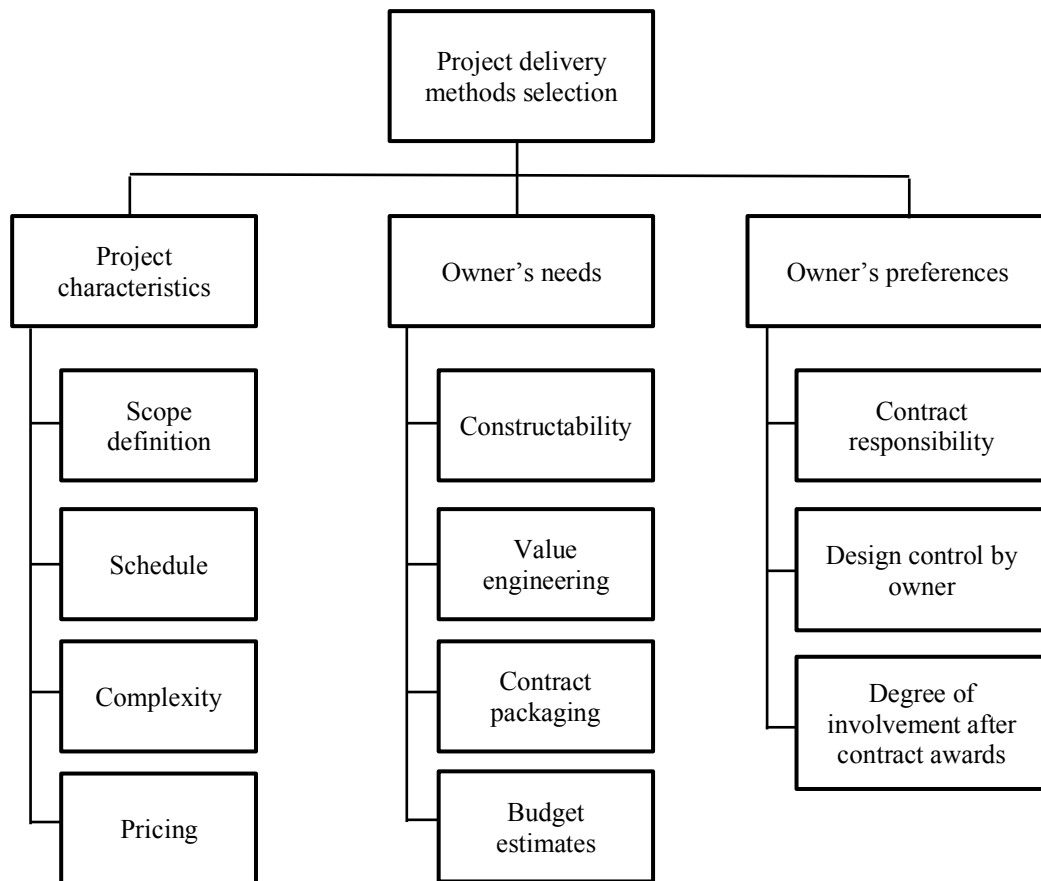 Project delivery
methods selection
Project
characteristics
Owner’s needs
Owner’s preferences
Scope
definition
Schedule
Complexity
Pricing
Constructability
Value
engineering
Contract
packaging
Budget
estimates
Contract
responsibility
Design control by
owner
Degree of
involvement after
contract awards